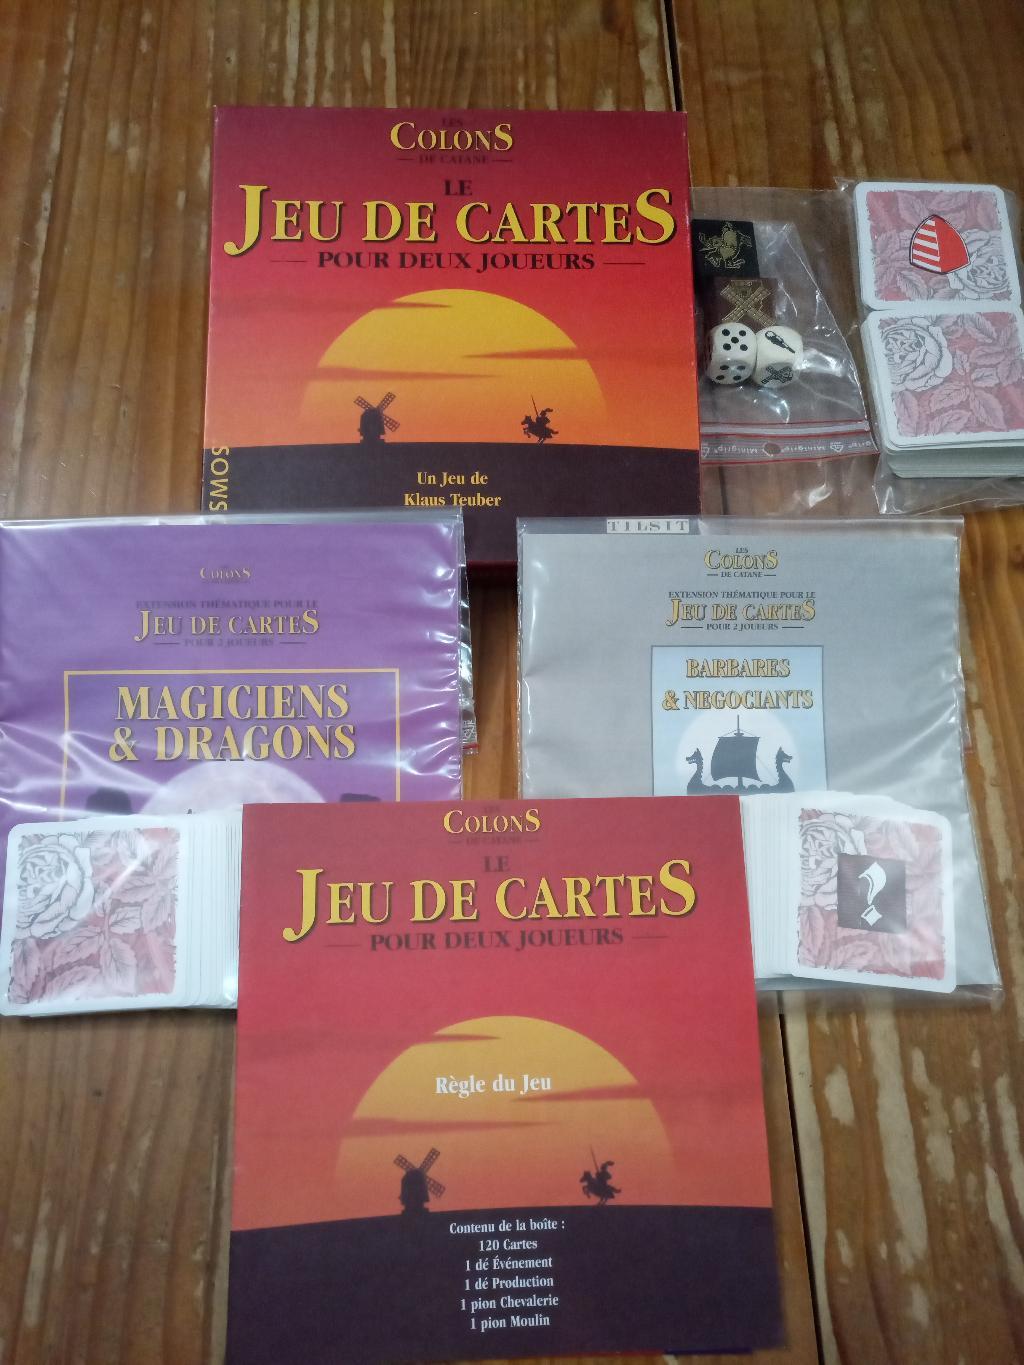 LES
COLONS
DE CATANE
LE
JEU DE CARTES
POUR DEUX JOUEURS
Un Jeu de
Klaus Teuber
Minigrip
TILSIT
COLONS
EXTENSION THÉMATIQUE POUR LE
JEU DE CARTES
POUR 2 JOUEURS
MAGICIENS
& DRAGONS
LES
COLONS
DE CATANE
EXTENSION THÉMATIQUE POUR LE
JEU DE CARTES
POUR 2 JOUEURS
BARBARES
& NEGOCIANTS
LES
COLONS
DE CATANE
LE
JEU DE CARTES
POUR DEUX JOUEURS
Règle du Jeu
Contenu de la boîte :
120 Cartes
1 dé Événement
1 dé Production
1 pion Chevalerie
1 pion Moulin